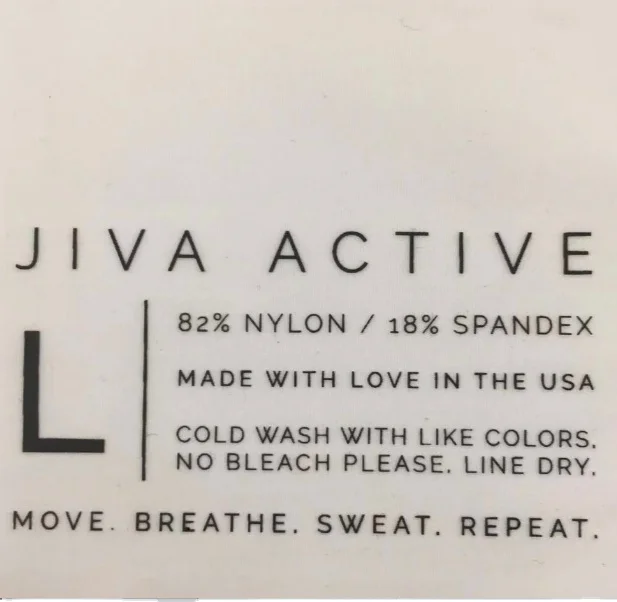 JIVA ACTIVE
L
82% NYLON / 18% SPANDEX
MADE WITH LOVE IN THE USA
COLD WASH WITH LIKE COLORS.
NO BLEACH PLEASE. LINE DRY.
MOVE. BREATHE. SWEAT. REPEAT.